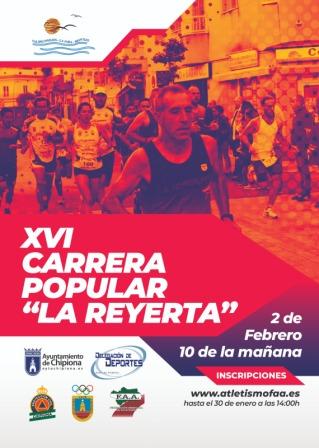 XVI
CARRERA
POPULAR
“LA REYERTA”
2 de
Febrero
10 de la mañana
Ayuntamiento
de Chipiona
DELEGACIÓN DE
DEPORTES
INSCRIPCIONES
www.atletismofaa.es
hasta el 30 de enero a las 14:00h
F.A.A.